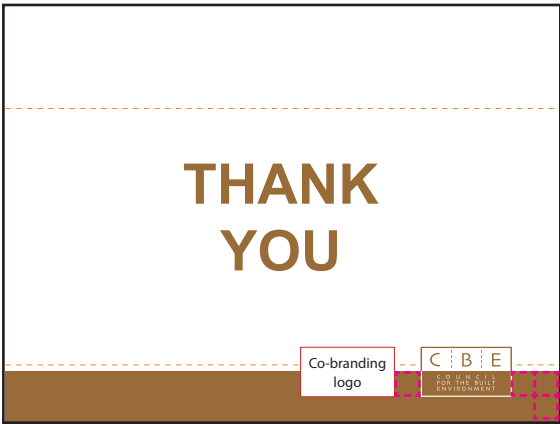 THANK
YOU
Co-branding
logo
C B E
COUNCIL
FOR THE BUILT
ENVIRONMENT